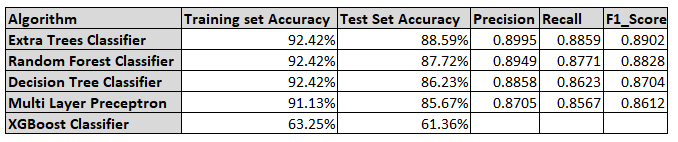 Algorithm Training set Accuracy Test Set Accuracy Precision Recall F1_Score
Extra Trees Classifier 92.42% 88.59% 0.8995 0.8859 0.8902
Random Forest Classifier 92.42% 87.72% 0.8949 0.8771 0.8828
Decision Tree Classifier 92.42% 86.23% 0.8858 0.8623 0.8704
Multi Layer Preceptron 91.13% 85.67% 0.8705 0.8567 0.8612
XGBoost Classifier 63.25% 61.36%